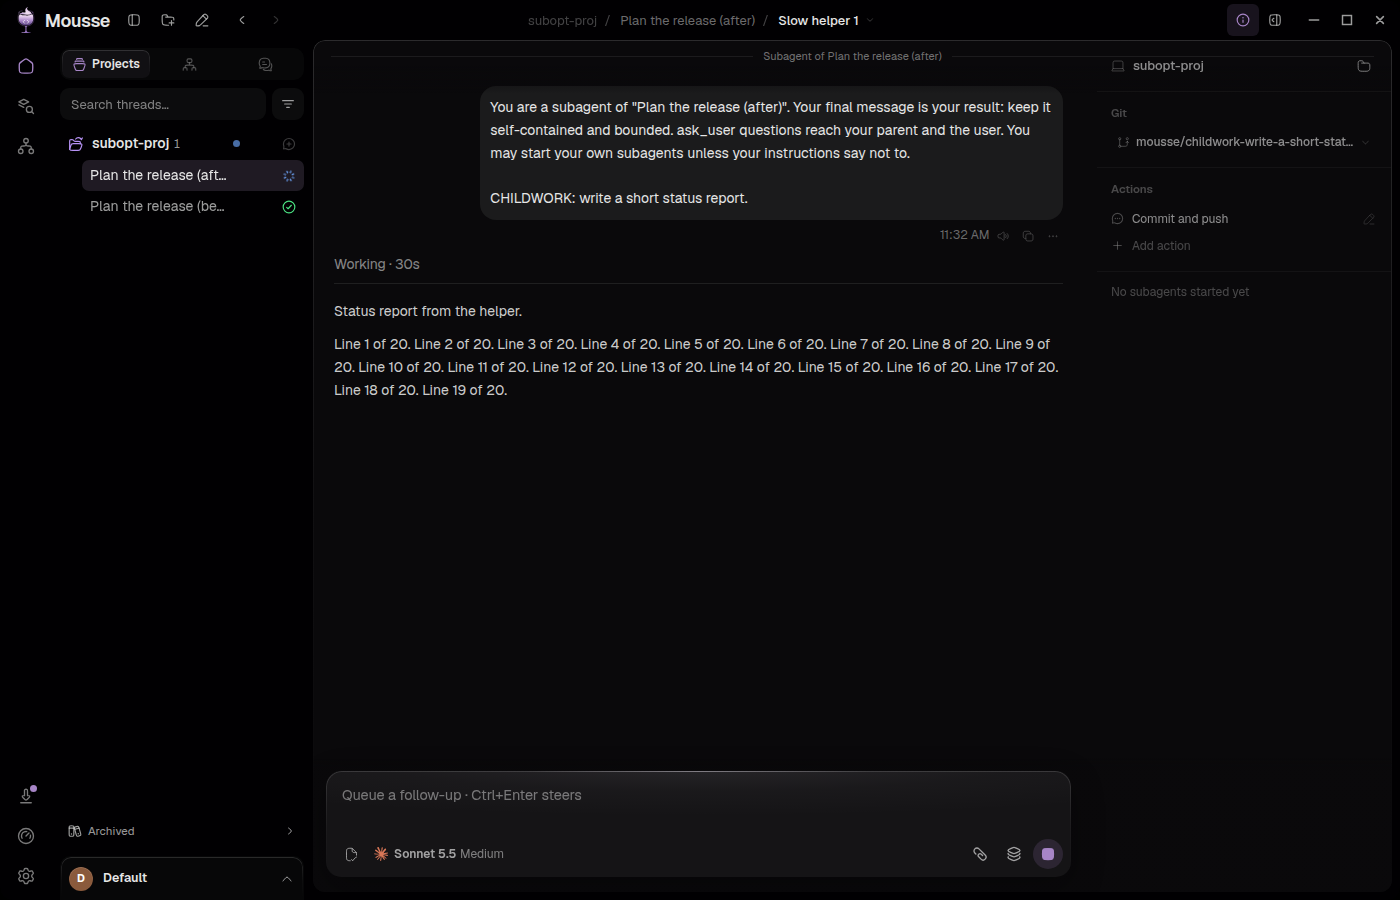 Mousse
subopt-proj / Plan the release (after) / Slow helper 1
Projects
Search threads...
subopt-proj 1
Plan the release (aft...
Plan the release (be...
Archived
D Default
Subagent of Plan the release (after)
You are a subagent of "Plan the release (after)". Your final message is your result: keep it
self-contained and bounded. ask_user questions reach your parent and the user. You
may start your own subagents unless your instructions say not to.
CHILDWORK: write a short status report.
11:32 AM
Working · 30s
Status report from the helper.
Line 1 of 20. Line 2 of 20. Line 3 of 20. Line 4 of 20. Line 5 of 20. Line 6 of 20. Line 7 of 20. Line 8 of 20. Line 9 of
20. Line 10 of 20. Line 11 of 20. Line 12 of 20. Line 13 of 20. Line 14 of 20. Line 15 of 20. Line 16 of 20. Line 17 of 20.
Line 18 of 20. Line 19 of 20.
Queue a follow-up · Ctrl+Enter steers
Sonnet 5.5 Medium
subopt-proj
Git
mousse/childwork-write-a-short-stat...
Actions
Commit and push
Add action
No subagents started yet